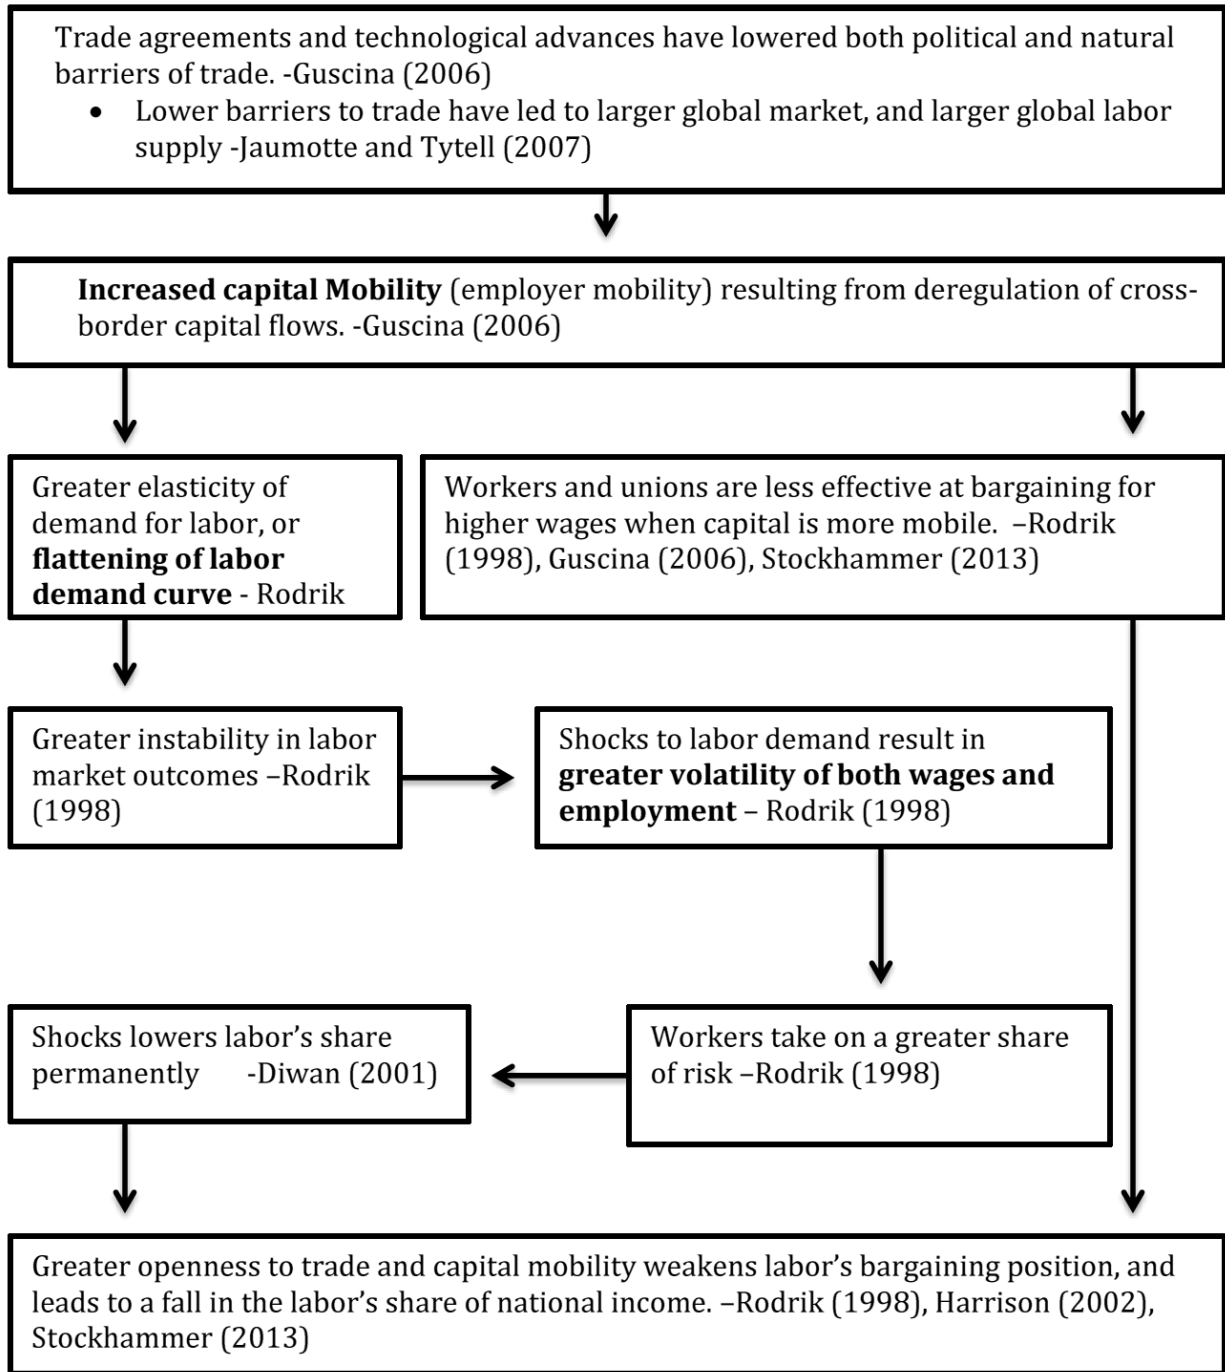 Trade agreements and technological advances have lowered both political and natural
barriers of trade. -Guscina (2006)
• Lower barriers to trade have led to larger global market, and larger global labor
supply -Jaumotte and Tytell (2007)
Increased capital Mobility (employer mobility) resulting from deregulation of cross-
border capital flows. -Guscina (2006)
Greater elasticity of
demand for labor, or
flattening of labor
demand curve - Rodrik
Workers and unions are less effective at bargaining for
higher wages when capital is more mobile. –Rodrik
(1998), Guscina (2006), Stockhammer (2013)
Greater instability in labor
market outcomes –Rodrik
(1998)
Shocks to labor demand result in
greater volatility of both wages and
employment – Rodrik (1998)
Shocks lowers labor’s share
permanently -Diwan (2001)
Workers take on a greater share
of risk –Rodrik (1998)
Greater openness to trade and capital mobility weakens labor’s bargaining position, and
leads to a fall in the labor’s share of national income. –Rodrik (1998), Harrison (2002),
Stockhammer (2013)